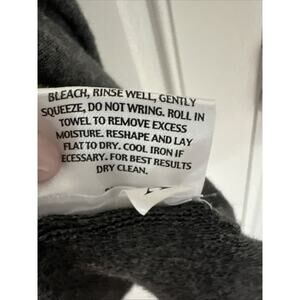 BLEACH, RINSE WELL, GENTLY
SQUEEZE, DO NOT WRING. ROLL IN
TOWEL TO REMOVE EXCESS
MOISTURE. RESHAPE AND LAY
FLAT TO DRY. COOL IRON IF
ECESSARY. FOR BEST RESULTS
DRY CLEAN.